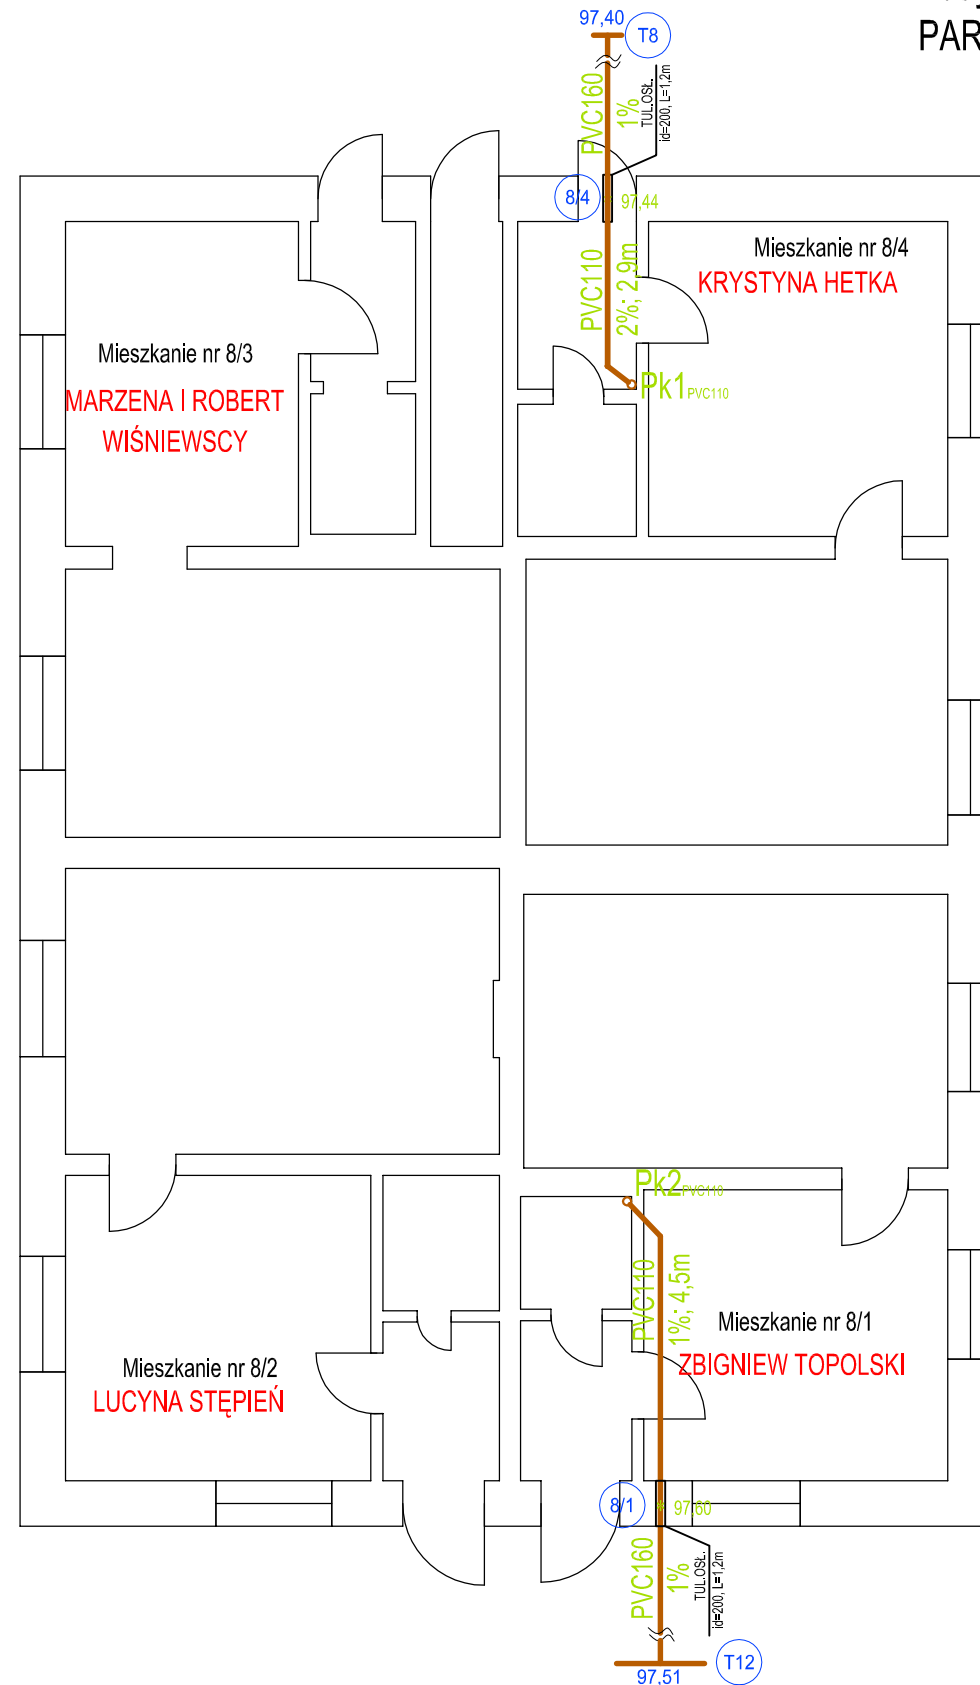 PAR
97,40
T8
PVC160
1%
TUL.OSŁ.
id=200, L=1,2m
8/4
97,44
PVC110
2%; 2,9m
Pk1 PVC110
Mieszkanie nr 8/4
KRYSTYNA HETKA
Mieszkanie nr 8/3
MARZENA I ROBERT
WIŚNIEWSCY
Pk2 PVC110
PVC110
1%; 4,5m
Mieszkanie nr 8/1
ZBIGNIEW TOPOLSKI
Mieszkanie nr 8/2
LUCYNA STĘPIEŃ
8/1
97,60
PVC160
1%
TUL.OSŁ.
id=200, L=1,2m
T12
97,51